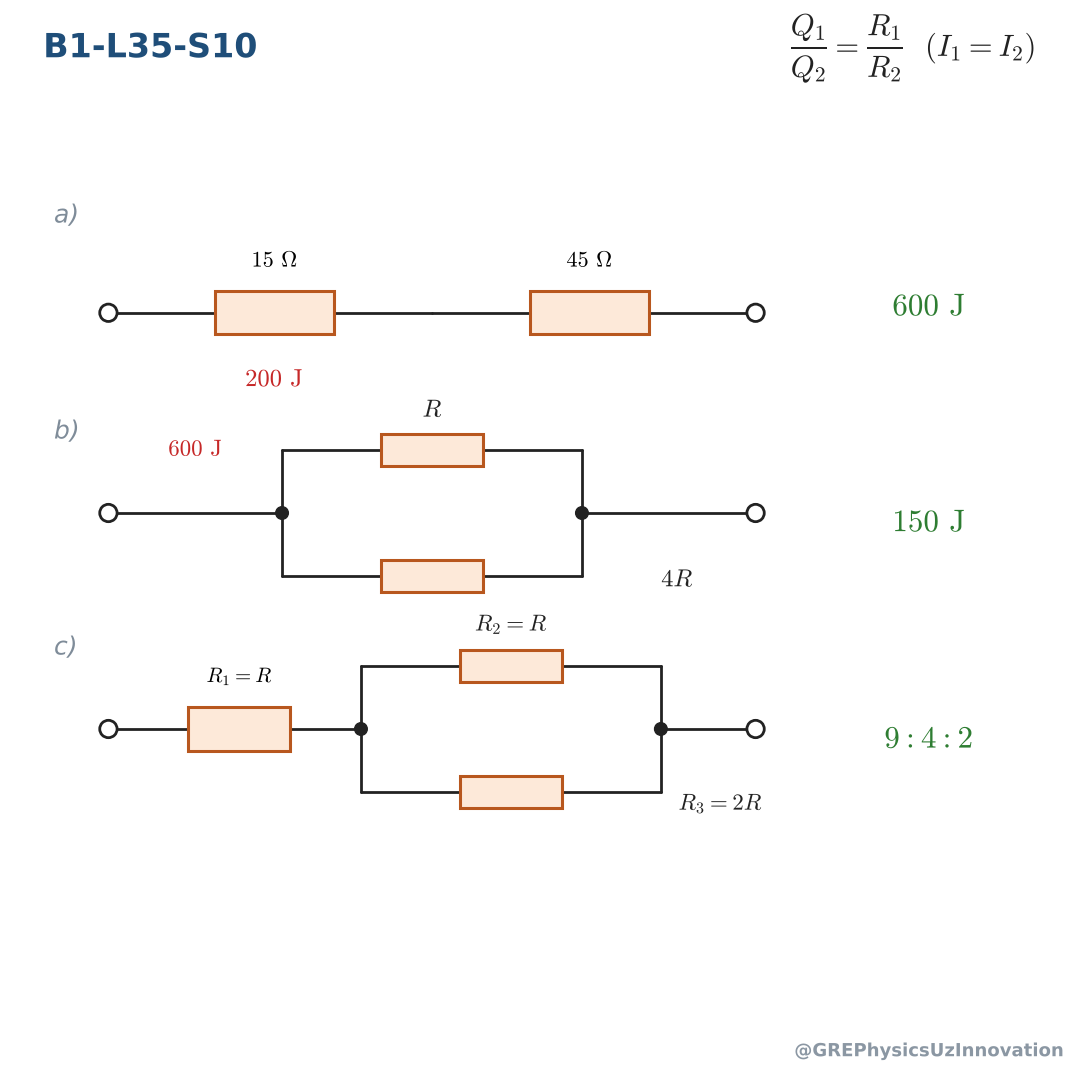 B1-L35-S10
Q₁/Q₂ = R₁/R₂ (I₁ = I₂)
a)
15 Ω
45 Ω
600 J
200 J
b)
R
600 J
150 J
4R
c)
R₂ = R
R₁ = R
9 : 4 : 2
R₃ = 2R
@GREPhysicsUzInnovation